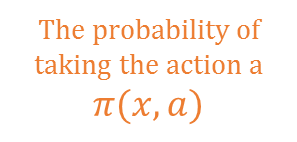 The probability of
taking the action a
π(x, a)